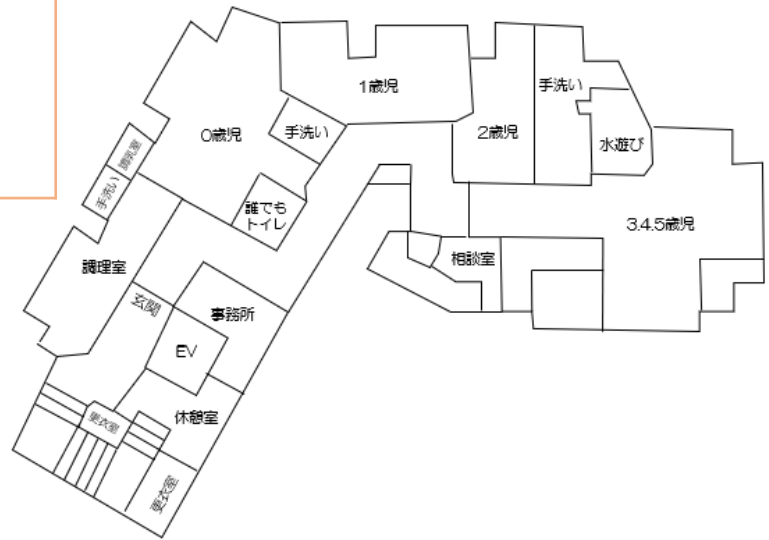 1歳児
手洗い
0歳児
手洗い
2歳児
水遊び
調乳室
手洗い
誰でも
トイレ
3.4.5歳児
調理室
相談室
玄関
事務所
EV
更衣室
休憩室
更衣室